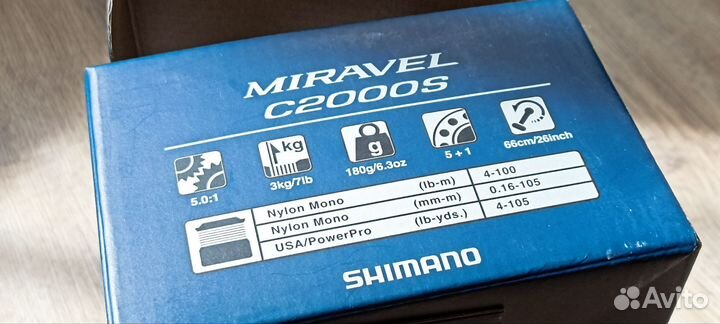 MIRAVEL
C2000S
kg
g
5.0:1
3kg/7lb
180g/6.3oz
5 + 1
66cm/26inch
Nylon Mono (lb-m) 4-100
Nylon Mono (mm-m) 0.16-105
USA/PowerPro (lb-yds.) 4-105
SHIMANO
Avito